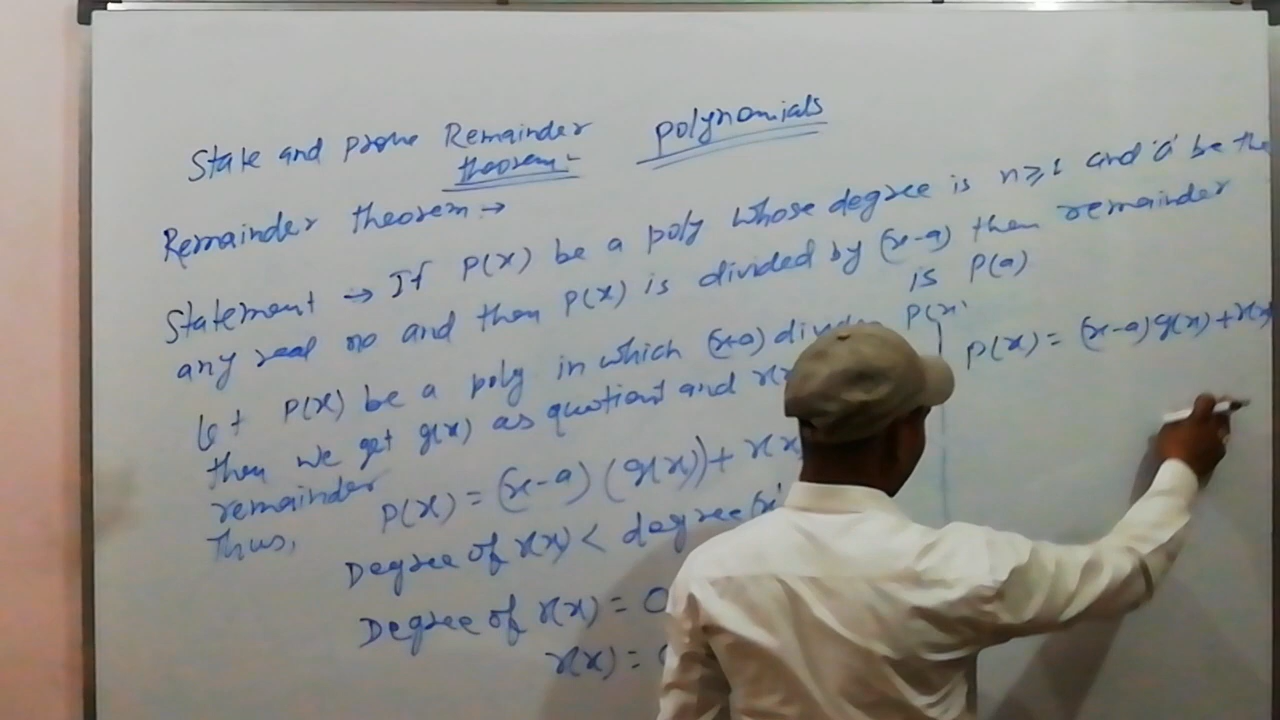 State and prove Remainder theorem:-
polynomials
Remainder theorem →
Statement → If P(x) be a poly whose degree is n≥1 and 'a' be the
any real no and then P(x) is divided by (x-a) then remainder
is P(a)
Let P(x) be a poly in which (x-a) divides P(x)
then we get g(x) as quotient and
remainder
thus, P(x) = (x-a) (g(x)) + r(x)
Degree of r(x) < degree
Degree of r(x) = 0
r(x) =
P(x) = (x-a) g(x) + r(x)